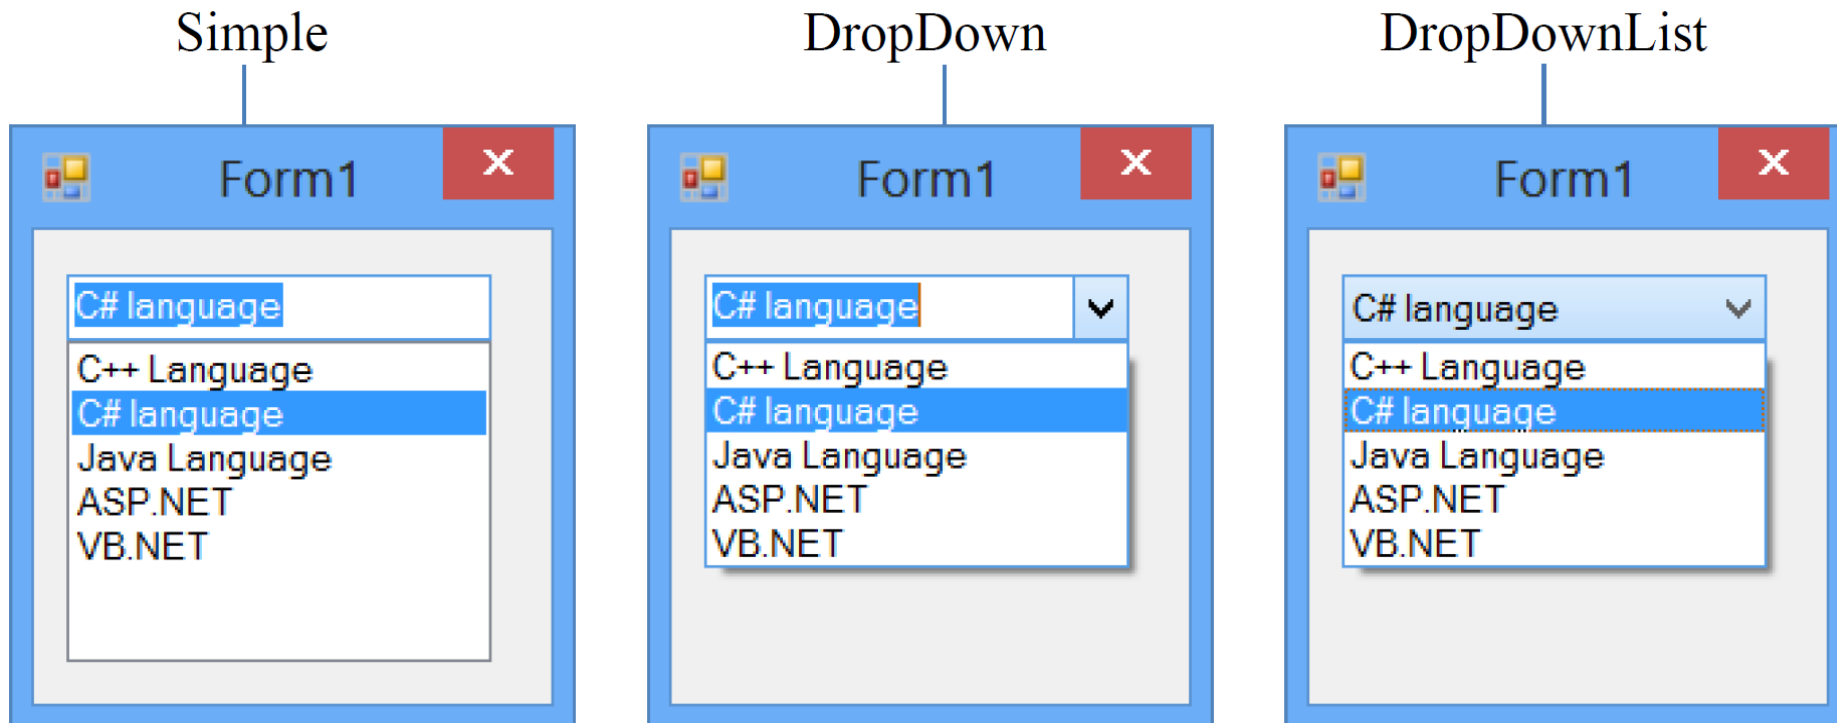 Simple
DropDown
DropDownList
Form1
C# language
C++ Language
C# language
Java Language
ASP.NET
VB.NET
Form1
C# language
C++ Language
C# language
Java Language
ASP.NET
VB.NET
Form1
C# language
C++ Language
C# language
Java Language
ASP.NET
VB.NET